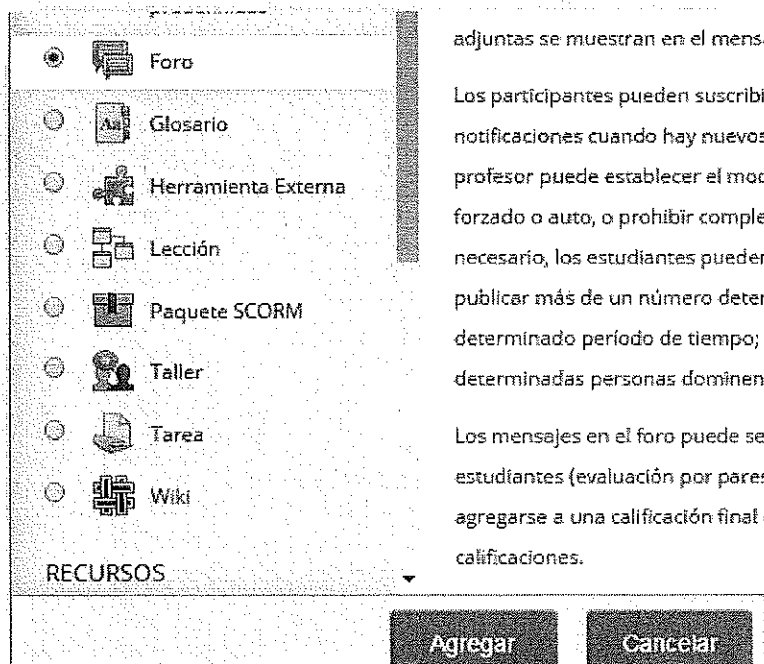 Foro
Glosario
Herramienta Externa
Lección
Paquete SCORM
Taller
Tarea
Wiki
RECURSOS
adjuntas se muestran en el mensa
Los participantes pueden suscribi
notificaciones cuando hay nuevos
profesor puede establecer el mod
forzado o auto, o prohibir comple
necesario, los estudiantes pueden
publicar más de un número deter
determinado período de tiempo;
determinadas personas dominen
Los mensajes en el foro puede se
estudiantes (evaluación por pares
agregarse a una calificación final
calificaciones.
Agregar
Cancelar